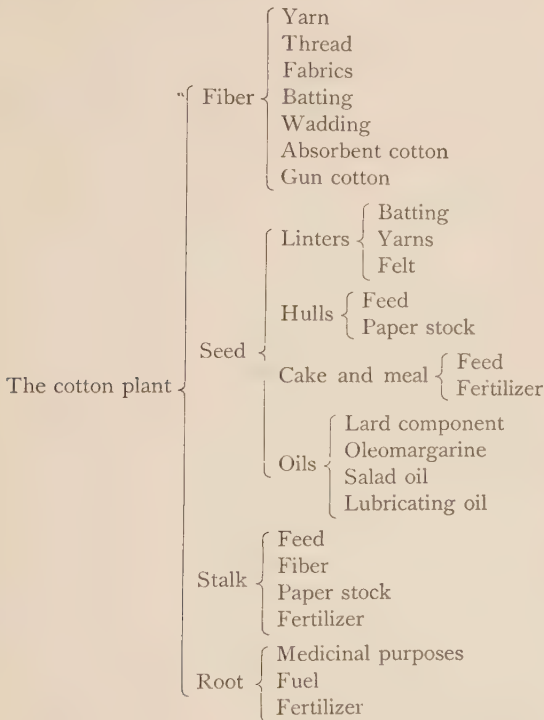 Yarn
Thread
Fabrics
Fiber
Batting
Wadding
Absorbent cotton
Gun cotton
Batting
Linters
Yarns
Felt
Feed
Hulls
Paper stock
Seed
Feed
Cake and meal
Fertilizer
The cotton plant
Lard component
Oleomargarine
Oils
Salad oil
Lubricating oil
Feed
Fiber
Stalk
Paper stock
Fertilizer
Medicinal purposes
Root
Fuel
Fertilizer